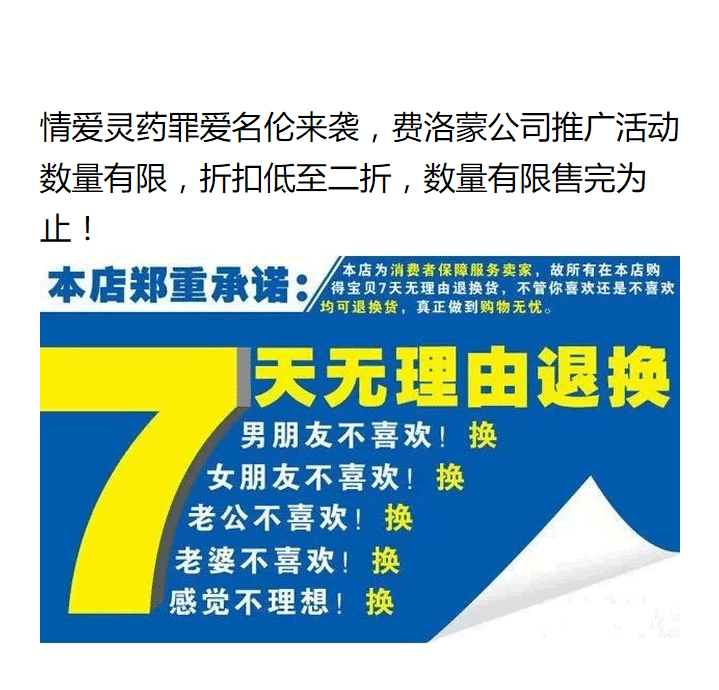 情爱灵药罪爱名伦来袭，费洛蒙公司推广活动
数量有限，折扣低至二折，数量有限售完为
止！
本店郑重承诺：
本店为消费者保障服务卖家，故所有在本店购
得宝贝7天无理由退换货，不管你喜欢还是不喜欢
均可退换货，真正做到购物无忧。
7天无理由退换
男朋友不喜欢！换
女朋友不喜欢！换
老公不喜欢！换
老婆不喜欢！换
感觉不理想！换